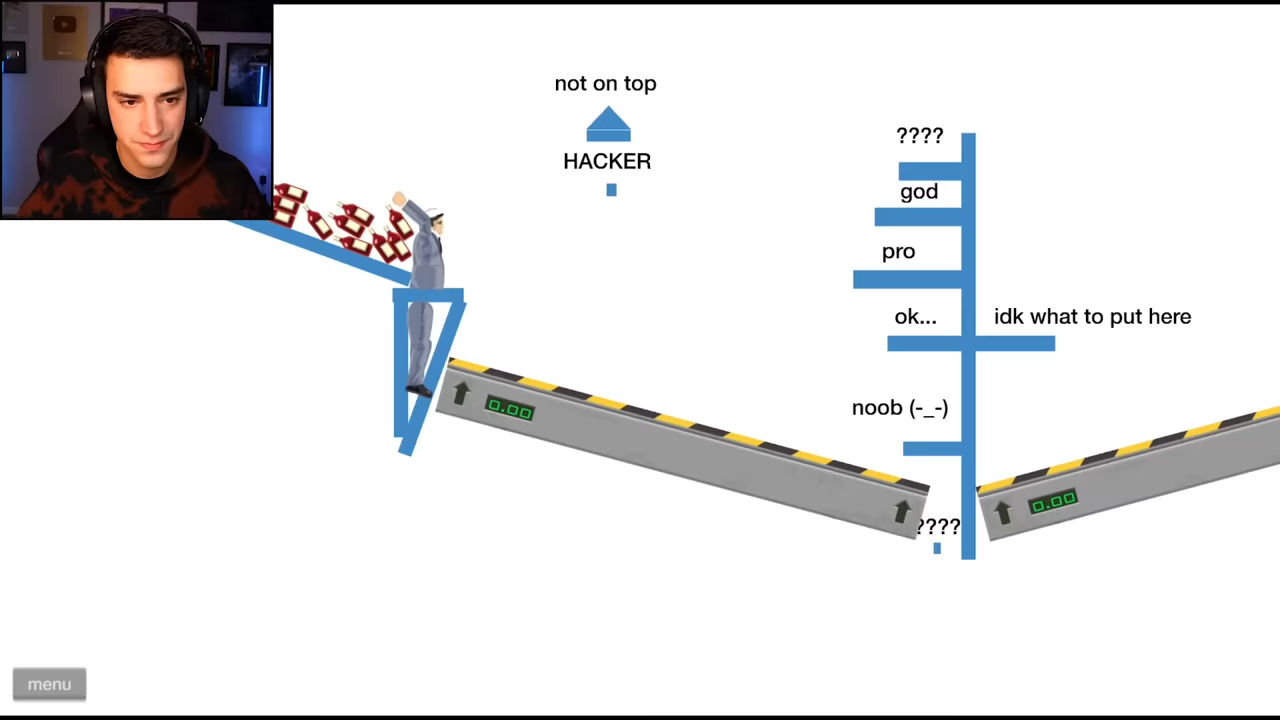 not on top
HACKER
????
god
pro
ok...
idk what to put here
noob (-_-)
0.00
0.00
????
menu